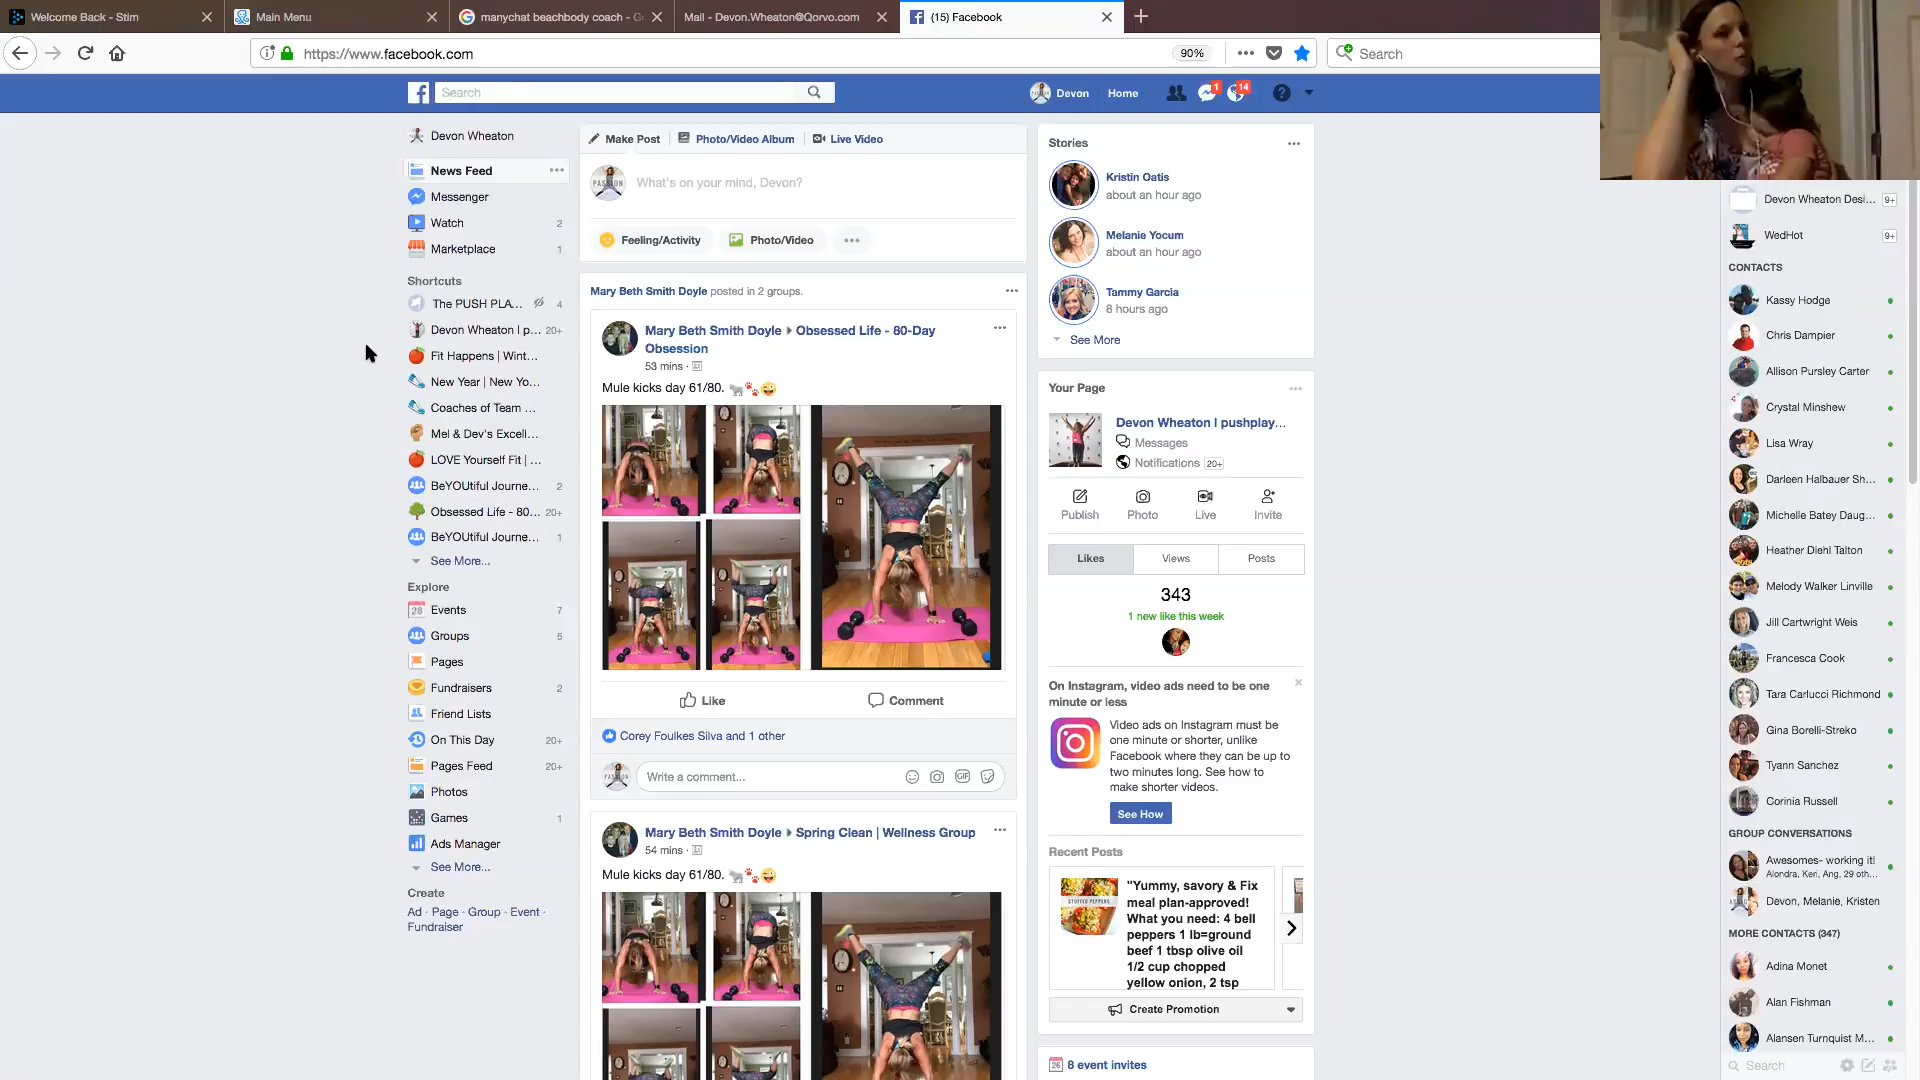 Welcome Back - Stim
Main Menu
manychat beachbody coach - G
Mail - Devon.Wheaton@Qorvo.com
(15) Facebook
https://www.facebook.com
90%
Search
Search
Devon
Home
1
14
Devon Wheaton
News Feed
Messenger
Watch 2
Marketplace 1
Shortcuts
The PUSH PLA... 4
Devon Wheaton I p... 20+
Fit Happens | Wint...
New Year | New Yo...
Coaches of Team ...
Mel & Dev's Excell...
LOVE Yourself Fit | ...
BeYOUtiful Journe... 2
Obsessed Life - 80... 20+
BeYOUtiful Journe... 1
See More...
Explore
Events 7
Groups 5
Pages
Fundraisers 2
Friend Lists
On This Day 20+
Pages Feed 20+
Photos
Games 1
Ads Manager
See More...
Create
Ad · Page · Group · Event ·
Fundraiser
Make Post
Photo/Video Album
Live Video
PASSION
What's on your mind, Devon?
Feeling/Activity
Photo/Video
Mary Beth Smith Doyle posted in 2 groups.
Mary Beth Smith Doyle ▸ Obsessed Life - 80-Day
Obsession
53 mins ·
Mule kicks day 61/80.
Like
Comment
Corey Foulkes Silva and 1 other
Write a comment...
GIF
Mary Beth Smith Doyle ▸ Spring Clean | Wellness Group
54 mins ·
Mule kicks day 61/80.
Stories
Kristin Oatis
about an hour ago
Melanie Yocum
about an hour ago
Tammy Garcia
8 hours ago
See More
Your Page
Devon Wheaton I pushplay...
Messages
Notifications 20+
Publish
Photo
Live
Invite
Likes
Views
Posts
343
1 new like this week
On Instagram, video ads need to be one
minute or less
Video ads on Instagram must be
one minute or shorter, unlike
Facebook where they can be up to
two minutes long. See how to
make shorter videos.
See How
Recent Posts
STUFFED PEPPERS
"Yummy, savory & Fix
meal plan-approved!
What you need: 4 bell
peppers 1 lb=ground
beef 1 tbsp olive oil
1/2 cup chopped
yellow onion, 2 tsp
Create Promotion
26 8 event invites
Devon Wheaton Desi... 9+
WedHot 9+
CONTACTS
Kassy Hodge
Chris Dampier
Allison Pursley Carter
Crystal Minshew
Lisa Wray
Darleen Halbauer Sh...
Michelle Batey Daug...
Heather Diehl Talton
Melody Walker Linville
Jill Cartwright Weis
Francesca Cook
Tara Carlucci Richmond
Gina Borelli-Streko
Tyann Sanchez
Corinia Russell
GROUP CONVERSATIONS
Awesomes- working it!
Alondra, Keri, Ang, 29 oth...
Devon, Melanie, Kristen
MORE CONTACTS (347)
Adina Monet
Alan Fishman
Alansen Turnquist M...
Search